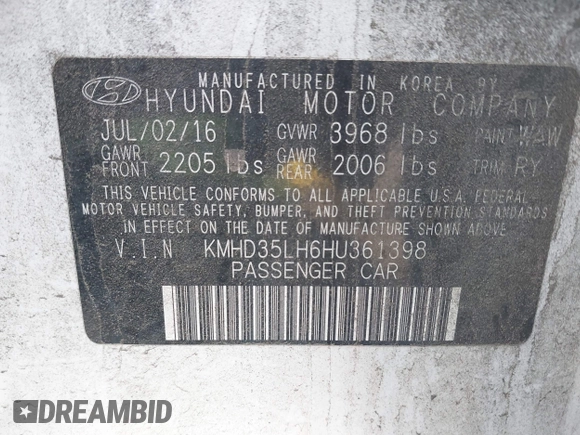 MANUFACTURED IN KOREA BY
HYUNDAI MOTOR COMPANY
JUL/02/16 GVWR 3968 lbs PAINT WAW
GAWR FRONT 2205 lbs GAWR REAR 2006 lbs TRIM RY
THIS VEHICLE CONFORMS TO ALL APPLICABLE U.S.A. FEDERAL
MOTOR VEHICLE SAFETY, BUMPER, AND THEFT PREVENTION STANDARDS
IN EFFECT ON THE DATE OF MANUFACTURE SHOWN ABOVE.
V.I.N KMHD35LH6HU361398
PASSENGER CAR
DREAMBID